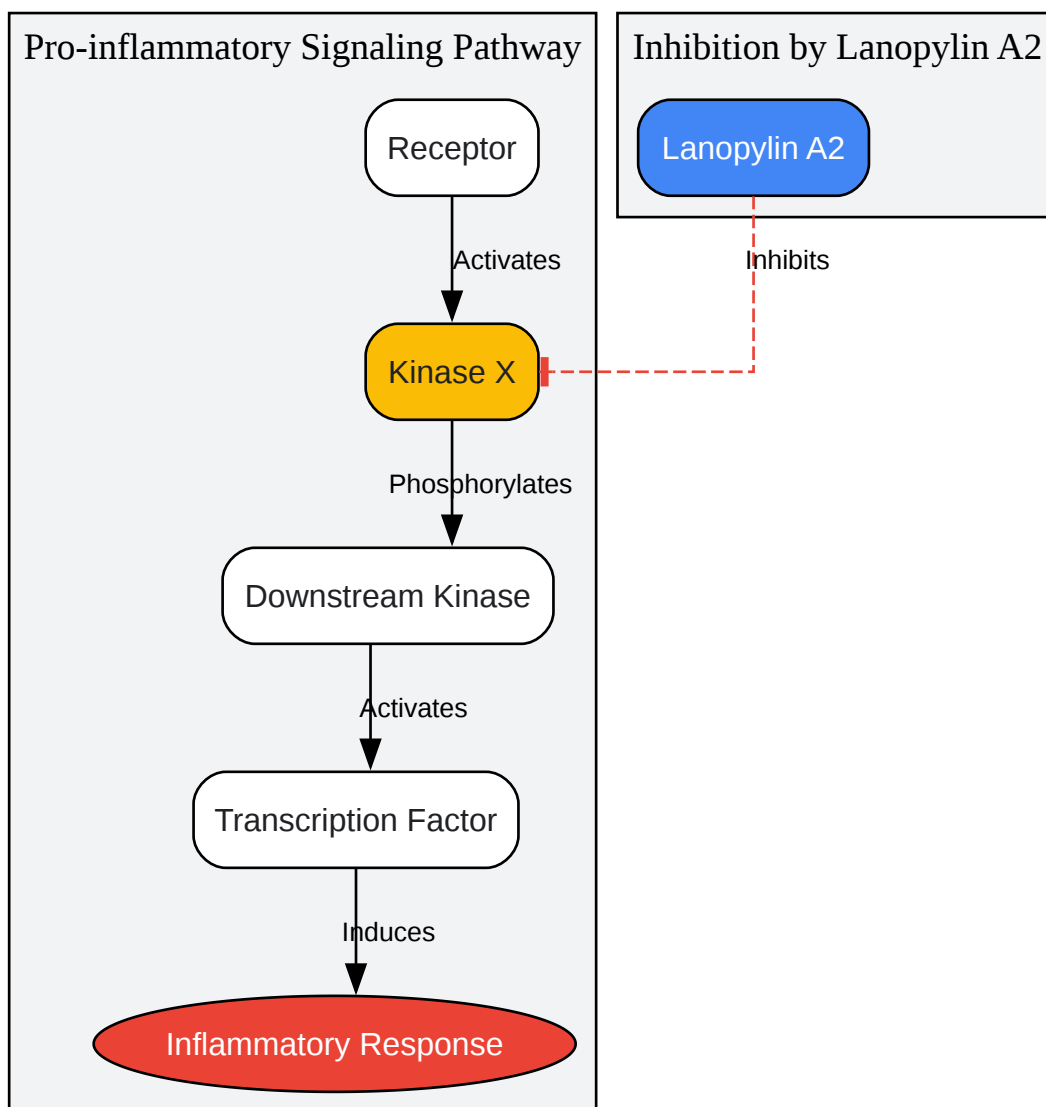 Pro-inflammatory Signaling Pathway
Inhibition by Lanopylin A2
Receptor
Lanopylin A2
Activates
Inhibits
Kinase X
Phosphorylates
Downstream Kinase
Activates
Transcription Factor
Induces
Inflammatory Response